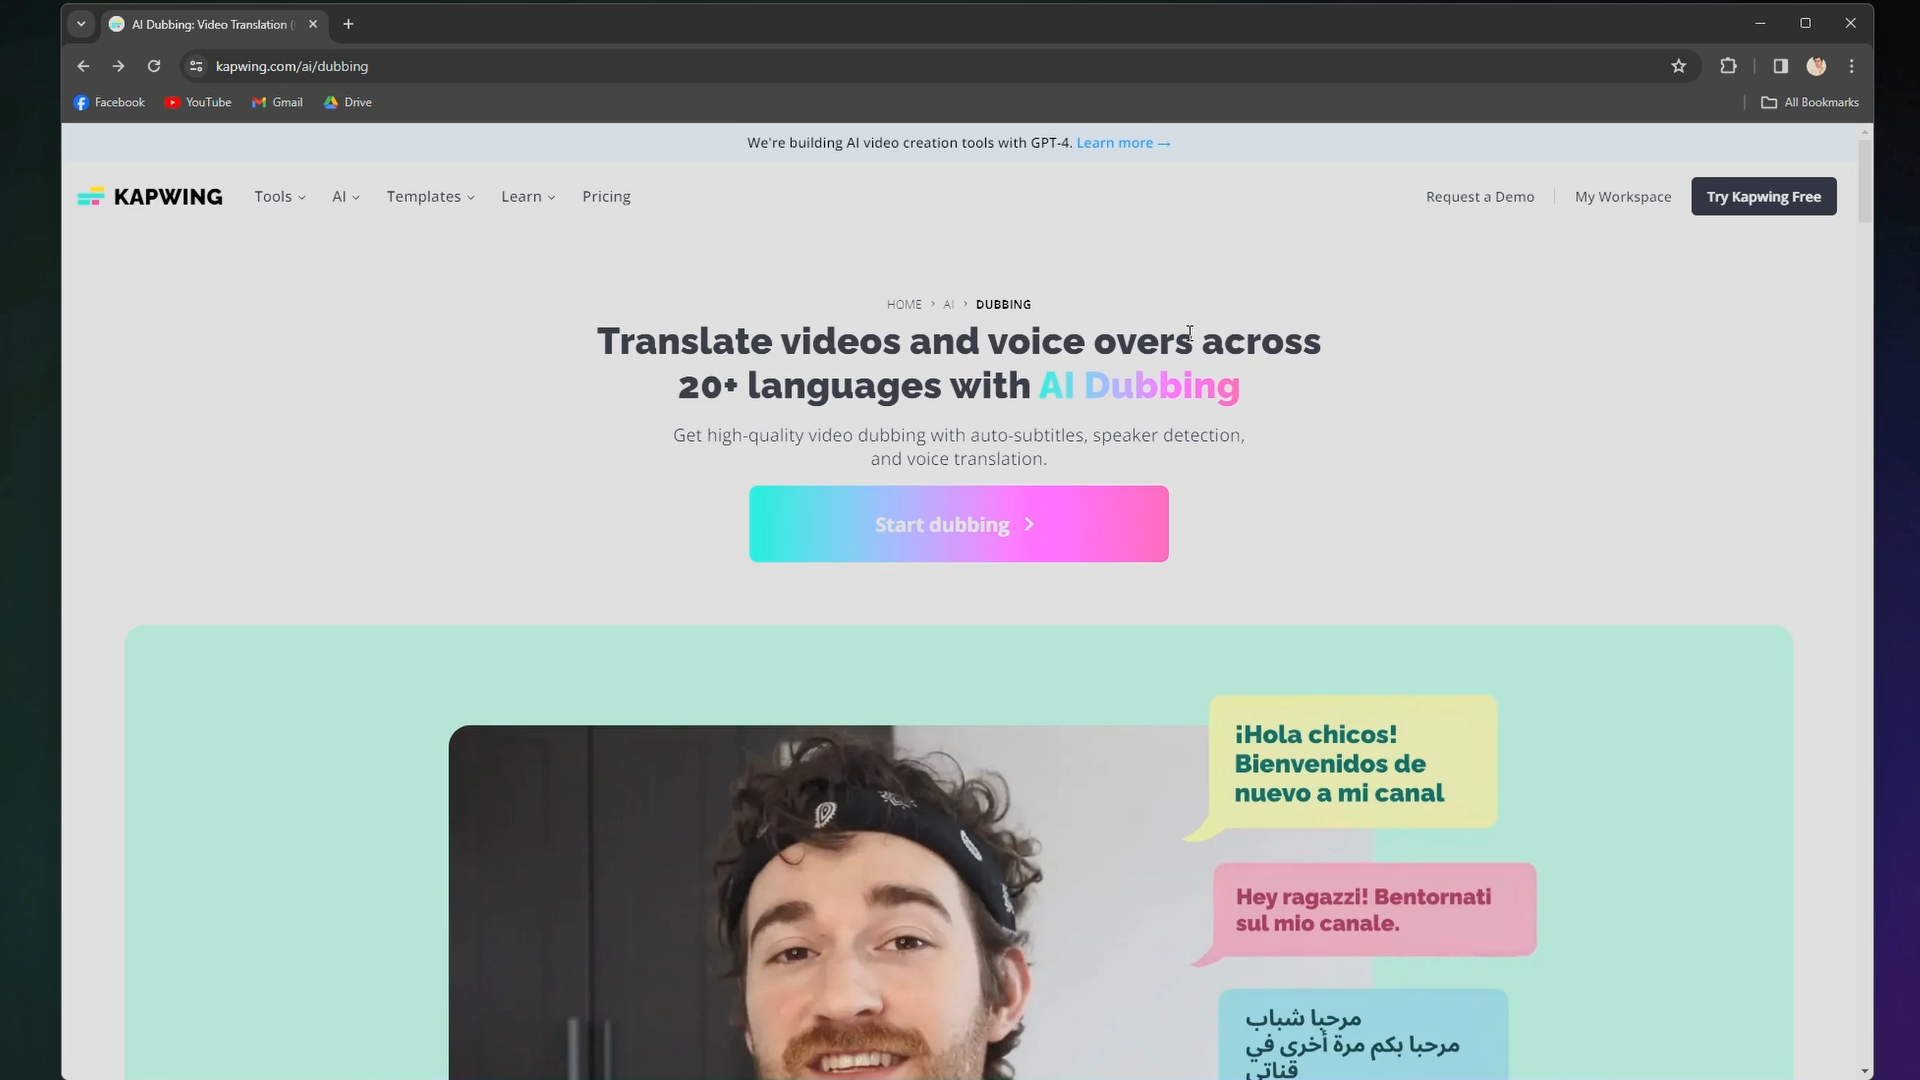 AI Dubbing: Video Translation (
kapwing.com/ai/dubbing
Facebook YouTube Gmail Drive All Bookmarks
We're building AI video creation tools with GPT-4. Learn more →
KAPWING Tools AI Templates Learn Pricing Request a Demo My Workspace Try Kapwing Free
HOME > AI > DUBBING
Translate videos and voice overs across
20+ languages with AI Dubbing
Get high-quality video dubbing with auto-subtitles, speaker detection,
and voice translation.
Start dubbing >
¡Hola chicos!
Bienvenidos de
nuevo a mi canal
Hey ragazzi! Bentornati
sul mio canale.
مرحبا شباب
مرحبا بكم مرة أخرى في
قناتي